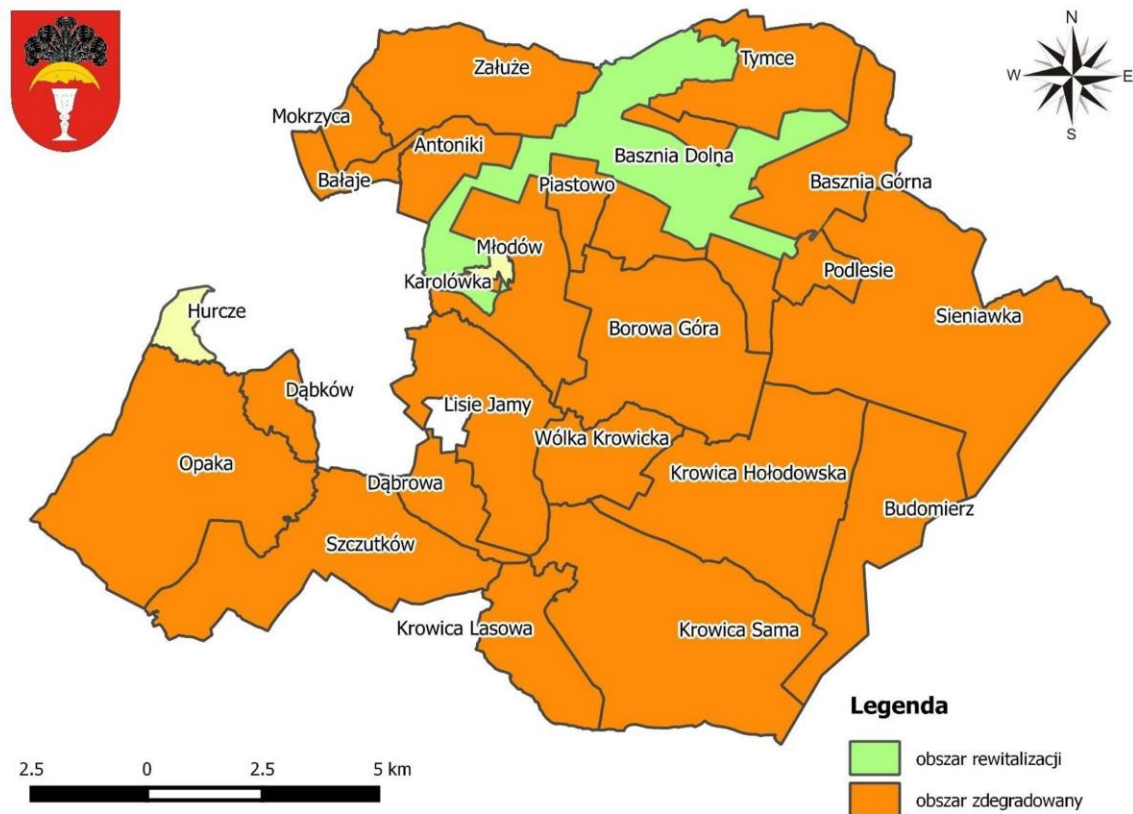 N
W E
S
Tymce
Załuże
Mokrzyca
Antoniki
Basznia Dolna
Bałaje
Piastowo
Basznia Górna
Młodów
Karolówka
Podlesie
Hurcze
Borowa Góra
Sieniawka
Dąbków
Lisie Jamy
Wólka Krowicka
Opaka
Krowica Hołodowska
Dąbrowa
Budomierz
Szczutków
Krowica Lasowa
Krowica Sama
Legenda
obszar rewitalizacji
obszar zdegradowany
2.5 0 2.5 5 km